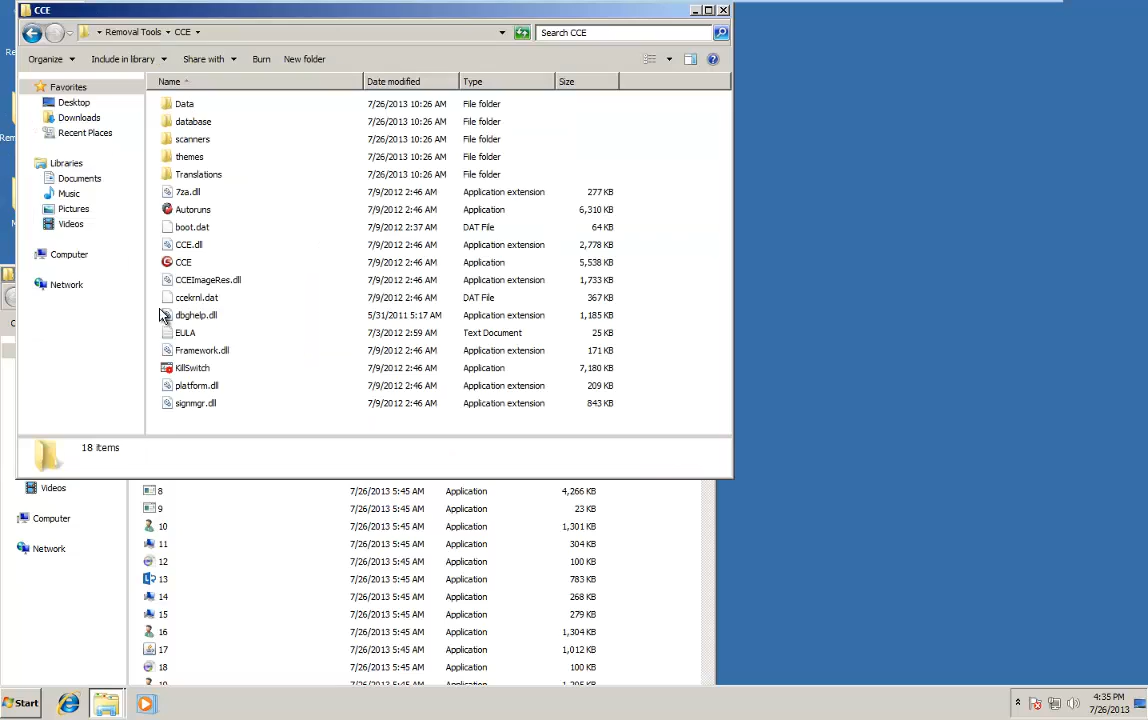 CCE
Removal Tools CCE
Search CCE
Organize Include in library Share with Burn New folder
Name Date modified Type Size
Favorites
Desktop
Downloads
Recent Places
Libraries
Documents
Music
Pictures
Videos
Computer
Network
Data 7/26/2013 10:26 AM File folder
database 7/26/2013 10:26 AM File folder
scanners 7/26/2013 10:26 AM File folder
themes 7/26/2013 10:26 AM File folder
Translations 7/26/2013 10:26 AM File folder
7za.dll 7/9/2012 2:46 AM Application extension 277 KB
Autoruns 7/9/2012 2:46 AM Application 6,310 KB
boot.dat 7/9/2012 2:37 AM DAT File 64 KB
CCE.dll 7/9/2012 2:46 AM Application extension 2,778 KB
CCE 7/9/2012 2:46 AM Application 5,538 KB
CCEImageRes.dll 7/9/2012 2:46 AM Application extension 1,733 KB
ccekrnl.dat 7/9/2012 2:46 AM DAT File 367 KB
dbghelp.dll 5/31/2011 5:17 AM Application extension 1,185 KB
EULA 7/3/2012 2:59 AM Text Document 25 KB
Framework.dll 7/9/2012 2:46 AM Application extension 171 KB
KillSwitch 7/9/2012 2:46 AM Application 7,180 KB
platform.dll 7/9/2012 2:46 AM Application extension 209 KB
signmgr.dll 7/9/2012 2:46 AM Application extension 843 KB
18 items
Videos
Computer
Network
8 7/26/2013 5:45 AM Application 4,266 KB
9 7/26/2013 5:45 AM Application 23 KB
10 7/26/2013 5:45 AM Application 1,301 KB
11 7/26/2013 5:45 AM Application 304 KB
12 7/26/2013 5:45 AM Application 100 KB
13 7/26/2013 5:45 AM Application 783 KB
14 7/26/2013 5:45 AM Application 268 KB
15 7/26/2013 5:45 AM Application 279 KB
16 7/26/2013 5:45 AM Application 1,304 KB
17 7/26/2013 5:45 AM Application 1,012 KB
18 7/26/2013 5:45 AM Application 100 KB
Start
4:35 PM
7/26/2013